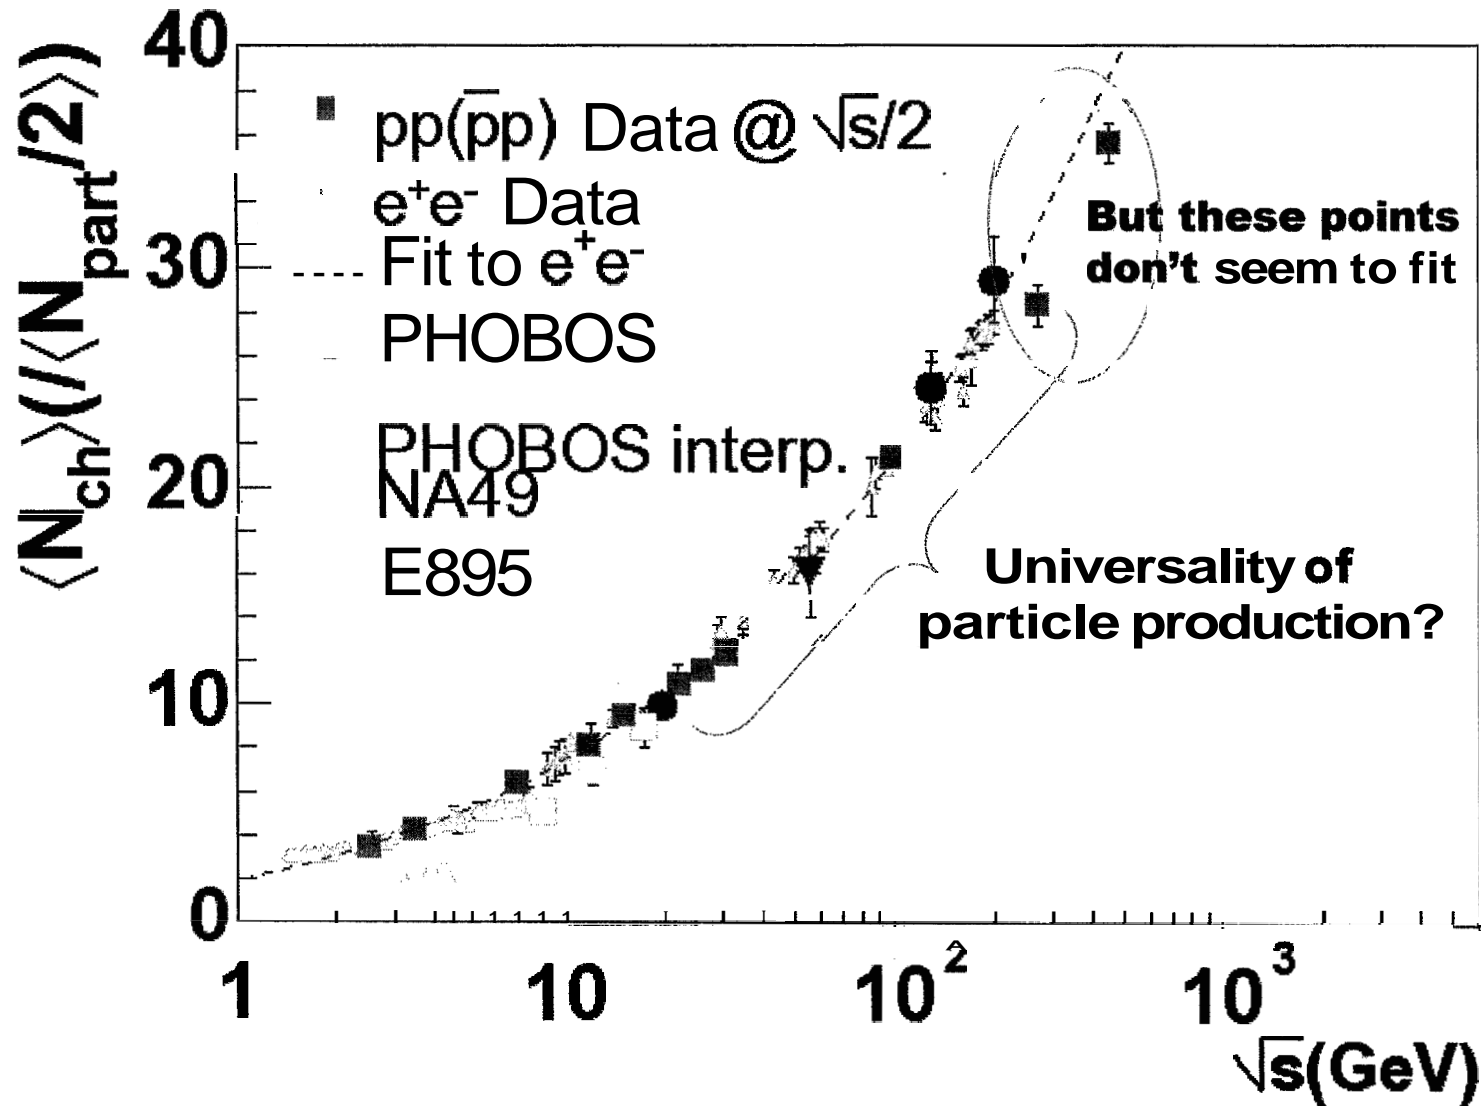 40
30
20
10
0
⟨N_ch⟩(/⟨N_part/2⟩)
pp(p̅p) Data @ √s/2
e⁺e⁻ Data
Fit to e⁺e⁻
PHOBOS
PHOBOS interp.
NA49
E895
But these points
don't seem to fit
Universality of
particle production?
1
10
10²
10³
√s(GeV)